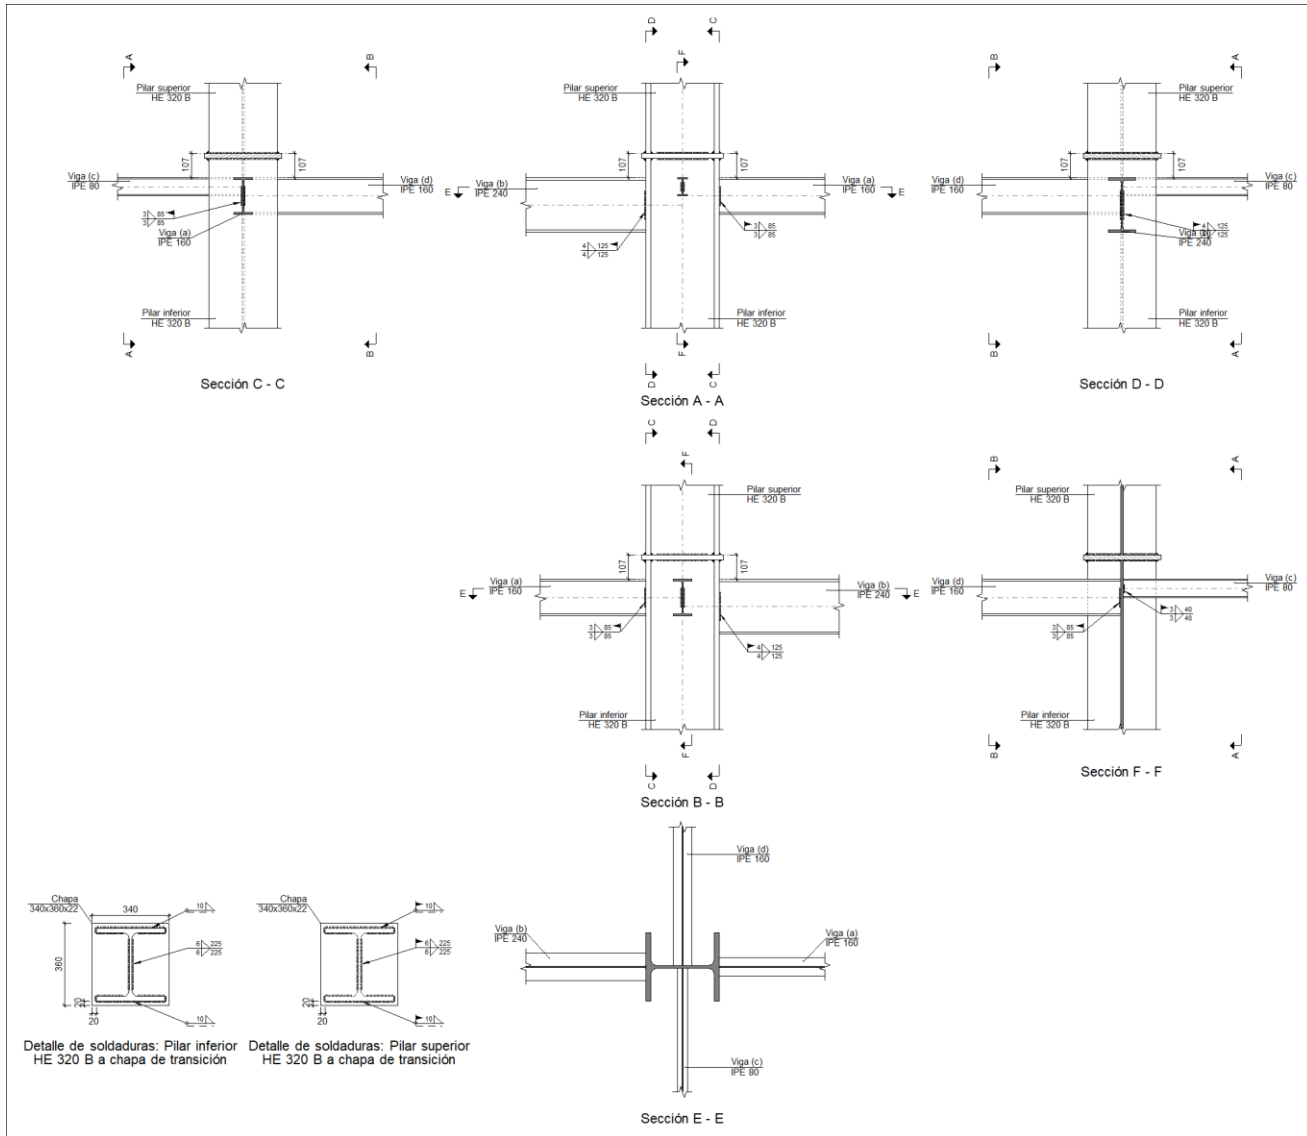 D
C
F
A
B
Pilar superior
HE 320 B
107
107
Viga (c)
IPE 80
Viga (d)
IPE 160
3 85
3 85
Viga (a)
IPE 160
Pilar inferior
HE 320 B
A
B
Sección C - C
Pilar superior
HE 320 B
107
E
Viga (b)
IPE 240
Viga (a)
IPE 160
E
3 85
3 85
4 125
4 125
Pilar inferior
HE 320 B
F
D
C
Sección A - A
B
A
Pilar superior
HE 320 B
107
107
Viga (d)
IPE 160
Viga (c)
IPE 80
4 125
125
Viga (b)
IPE 240
Pilar inferior
HE 320 B
B
A
Sección D - D
C
D
F
Pilar superior
HE 320 B
107
107
E
Viga (a)
IPE 160
Viga (b)
IPE 240
E
3 85
3 85
4 125
4 125
Pilar inferior
HE 320 B
F
C
D
Sección B - B
B
A
Pilar superior
HE 320 B
Viga (d)
IPE 160
Viga (c)
IPE 80
3 40
3 40
3 85
3 85
Pilar inferior
HE 320 B
B
A
Sección F - F
Chapa
340x360x22
340
10
6 225
6 225
360
20
20
10
Detalle de soldaduras: Pilar inferior
HE 320 B a chapa de transición
Chapa
340x360x22
10
6 225
6 225
20
20
10
Detalle de soldaduras: Pilar superior
HE 320 B a chapa de transición
Viga (d)
IPE 160
Viga (b)
IPE 240
Viga (a)
IPE 160
Viga (c)
IPE 80
Sección E - E